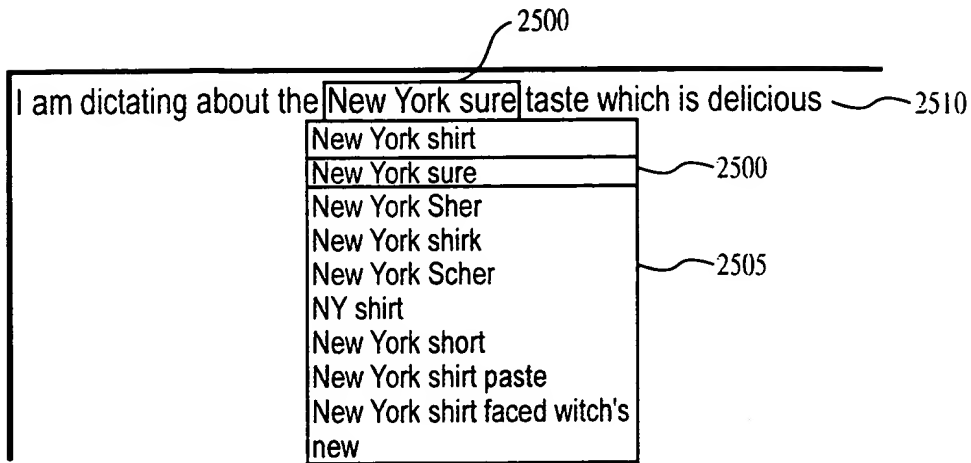 2500
I am dictating about the New York sure taste which is delicious 2510
New York shirt
New York sure 2500
New York Sher
New York shirk
New York Scher 2505
NY shirt
New York short
New York shirt paste
New York shirt faced witch's
new